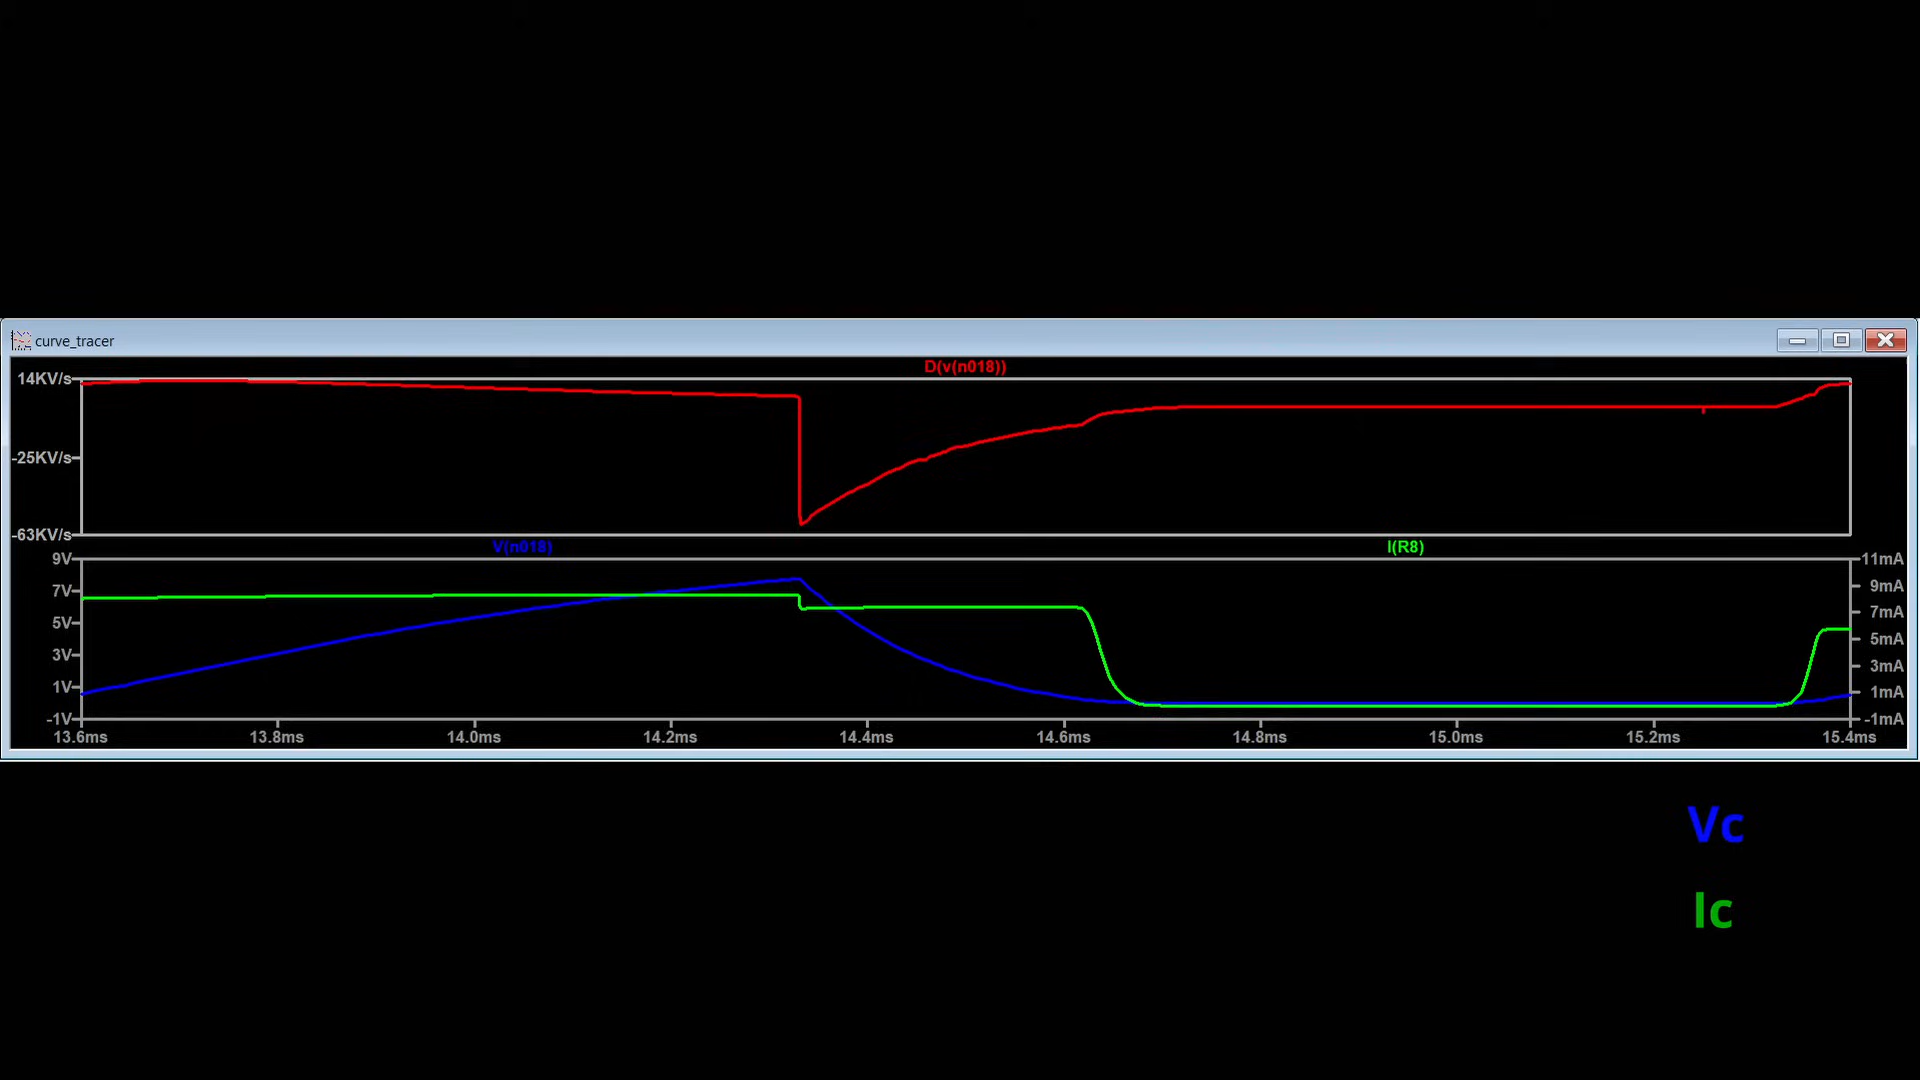 curve_tracer
D(v(n018))
14KV/s
-25KV/s
-63KV/s
V(n018) I(R8)
9V 11mA
7V 9mA
5V 7mA
3V 5mA
1V 3mA
-1V 1mA
-1mA
13.6ms 13.8ms 14.0ms 14.2ms 14.4ms 14.6ms 14.8ms 15.0ms 15.2ms 15.4ms
Vc
Ic